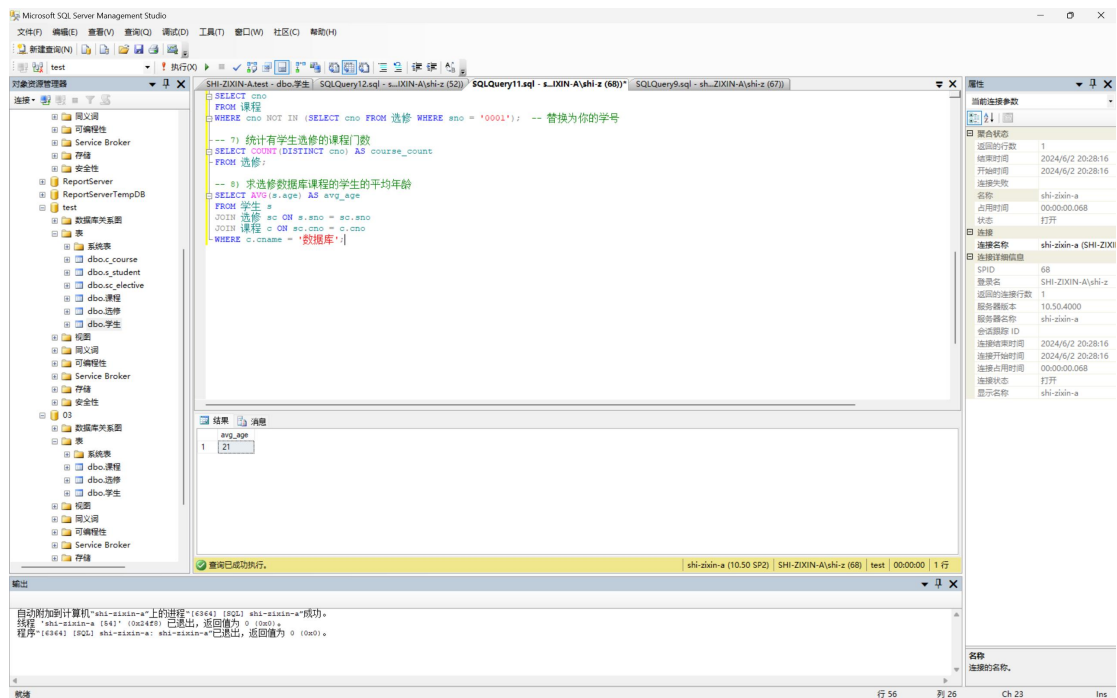 Microsoft SQL Server Management Studio
文件(F) 编辑(E) 查看(V) 查询(Q) 调试(D) 工具(T) 窗口(W) 社区(C) 帮助(H)
新建查询(N)
test 执行(X)
对象资源管理器
连接
同义词
可编程性
Service Broker
存储
安全性
ReportServer
ReportServerTempDB
test
数据库关系图
表
系统表
dbo.c_course
dbo.s_student
dbo.sc_elective
dbo.课程
dbo.选修
dbo.学生
视图
同义词
可编程性
Service Broker
存储
安全性
03
数据库关系图
表
系统表
dbo.课程
dbo.选修
dbo.学生
视图
同义词
可编程性
Service Broker
存储
SHI-ZIXIN-A.test - dbo.学生 SQLQuery12.sql - s...IXIN-A\shi-z (52)) SQLQuery11.sql - s...IXIN-A\shi-z (68))* SQLQuery9.sql - sh...ZIXIN-A\shi-z (67))
SELECT cno
FROM 课程
WHERE cno NOT IN (SELECT cno FROM 选修 WHERE sno = '0001'); -- 替换为你的学号
-- 7) 统计有学生选修的课程门数
SELECT COUNT(DISTINCT cno) AS course_count
FROM 选修;
-- 8) 求选修数据库课程的学生的平均年龄
SELECT AVG(s.age) AS avg_age
FROM 学生 s
JOIN 选修 sc ON s.sno = sc.sno
JOIN 课程 c ON sc.cno = c.cno
WHERE c.cname = '数据库';
结果 消息
avg_age
1 21
查询已成功执行。 shi-zixin-a (10.50 SP2) SHI-ZIXIN-A\shi-z (68) test 00:00:00 1 行
属性
当前连接参数
聚合状态
返回的行数 1
结束时间 2024/6/2 20:28:16
开始时间 2024/6/2 20:28:16
连接失败
名称 shi-zixin-a
占用时间 00:00:00.068
状态 打开
连接
连接名称 shi-zixin-a (SHI-ZIXI
连接详细信息
SPID 68
登录名 SHI-ZIXIN-A\shi-z
返回的连接行数 1
服务器版本 10.50.4000
服务器名称 shi-zixin-a
会话跟踪 ID
连接结束时间 2024/6/2 20:28:16
连接开始时间 2024/6/2 20:28:16
连接占用时间 00:00:00.068
连接状态 打开
显示名称 shi-zixin-a
名称
连接的名称。
输出
自动附加到计算机"shi-zixin-a"上的进程"[6364] [SQL] shi-zixin-a"成功。
线程 'shi-zixin-a [54]' (0x24f8) 已退出，返回值为 0 (0x0)。
程序"[6364] [SQL] shi-zixin-a: shi-zixin-a"已退出，返回值为 0 (0x0)。
就绪 行 56 列 26 Ch 23 Ins